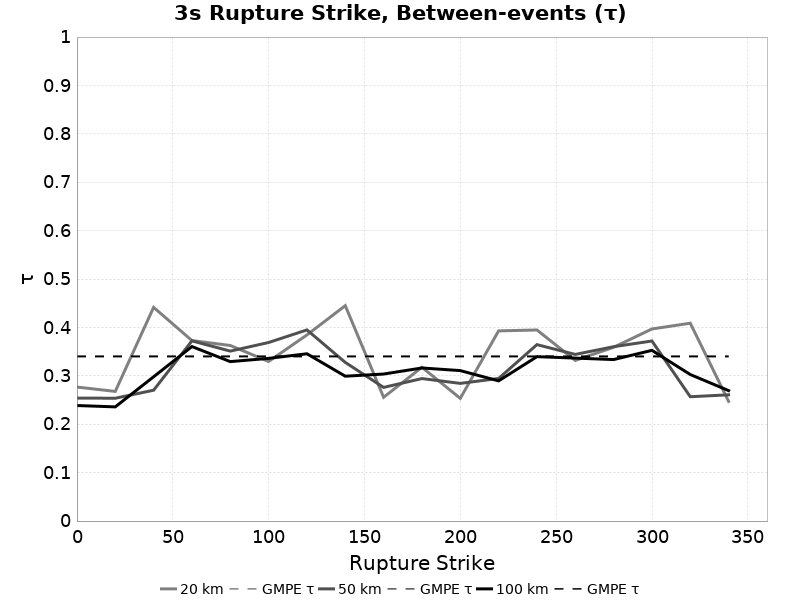 3s Rupture Strike, Between-events (τ)
1
0.9
0.8
0.7
0.6
0.5
0.4
0.3
0.2
0.1
0
τ
0 50 100 150 200 250 300 350
Rupture Strike
20 km GMPE τ 50 km GMPE τ 100 km GMPE τ